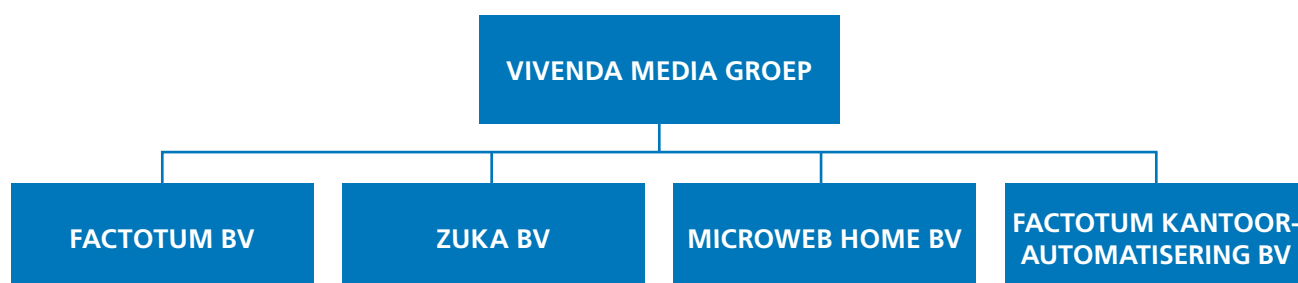 VIVENDA MEDIA GROEP
FACTOTUM BV
ZUKA BV
MICROWEB HOME BV
FACTOTUM KANTOOR-
AUTOMATISERING BV